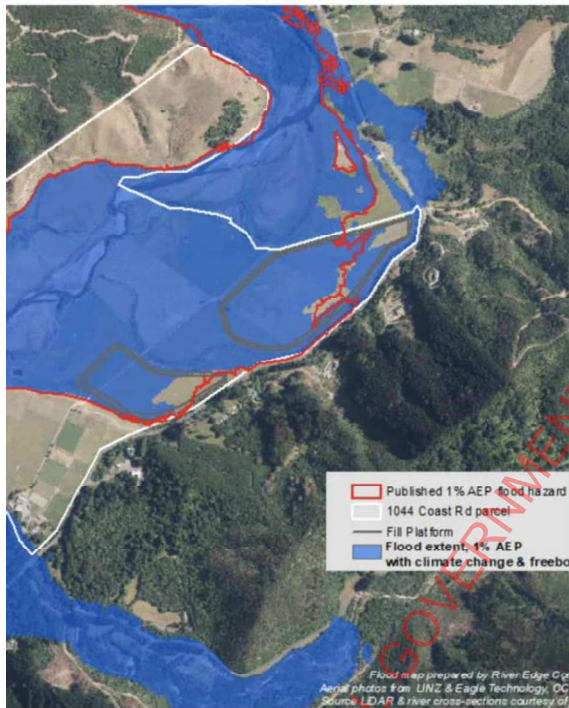 Published 1% AEP flood hazard
1044 Coast Rd parcel
Fill Platform
Flood extent, 1% AEP
with climate change & freebo
GOVERNMEN
Flood map prepared by River Edge Co
Aerial photos from LINZ & Eagle Technology, OC
Source LiDAR & river cross-sections courtesy of